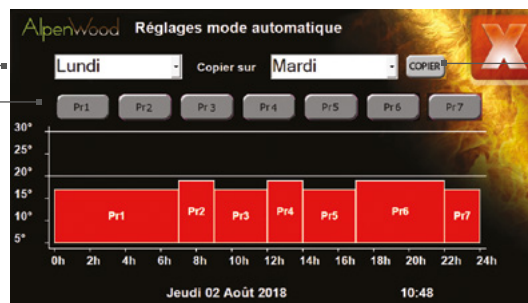 AlpenWood Réglages mode automatique
Lundi Copier sur Mardi COPIER X
Pr1 Pr2 Pr3 Pr4 Pr5 Pr6 Pr7
30°
25°
20°
15°
10°
5°
Pr1 Pr2 Pr3 Pr4 Pr5 Pr6 Pr7
0h 2h 4h 6h 8h 10h 12h 14h 16h 18h 20h 22h 24h
Jeudi 02 Août 2018 10:48